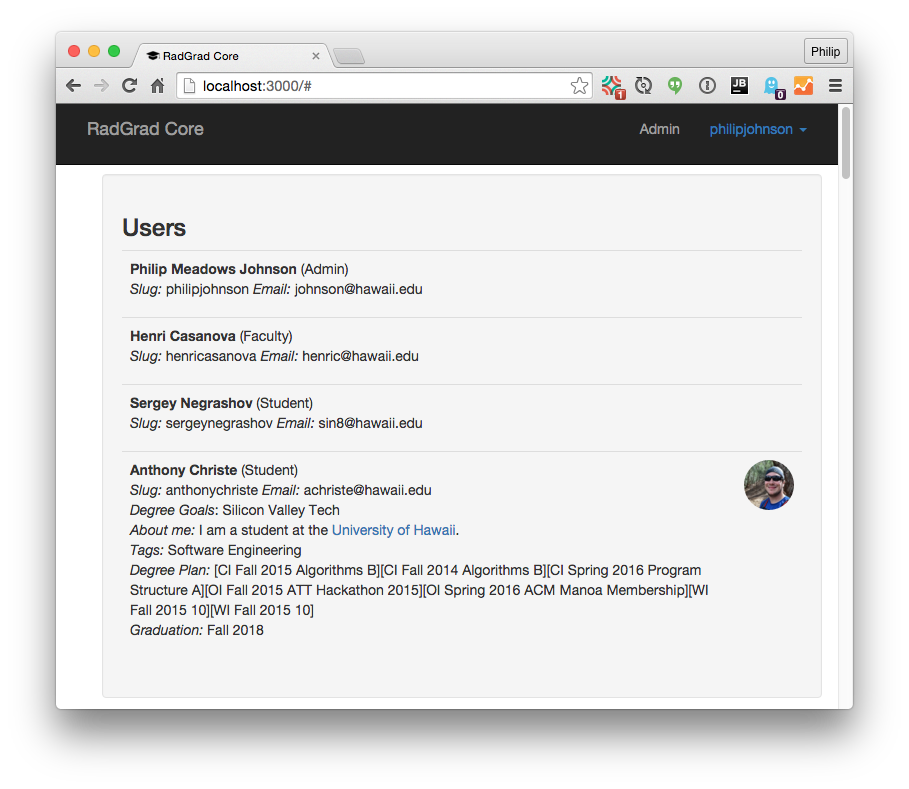 RadGrad Core
Philip
localhost:3000/#
1
JB
0
RadGrad Core
Admin
philipjohnson
Users
Philip Meadows Johnson (Admin)
Slug: philipjohnson Email: johnson@hawaii.edu
Henri Casanova (Faculty)
Slug: henricasanova Email: henric@hawaii.edu
Sergey Negrashov (Student)
Slug: sergeynegrashov Email: sin8@hawaii.edu
Anthony Christe (Student)
Slug: anthonychriste Email: achriste@hawaii.edu
Degree Goals: Silicon Valley Tech
About me: I am a student at the University of Hawaii.
Tags: Software Engineering
Degree Plan: [CI Fall 2015 Algorithms B][CI Fall 2014 Algorithms B][CI Spring 2016 Program
Structure A][OI Fall 2015 ATT Hackathon 2015][OI Spring 2016 ACM Manoa Membership][WI
Fall 2015 10][WI Fall 2015 10]
Graduation: Fall 2018